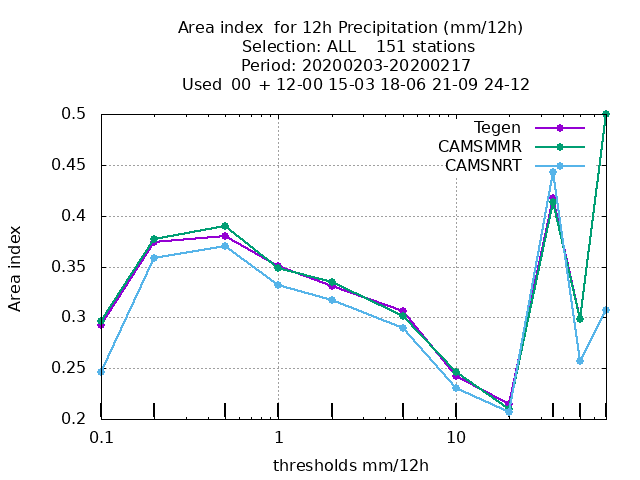 Area index  for 12h Precipitation (mm/12h)
Selection: ALL    151 stations
Period: 20200203-20200217
Used  00 + 12-00 15-03 18-06 21-09 24-12
0.5
Tegen
CAMSMMR
CAMSNRT
0.45
0.4
0.35
0.3
0.25
0.2
Area index
0.1
1
10
thresholds mm/12h